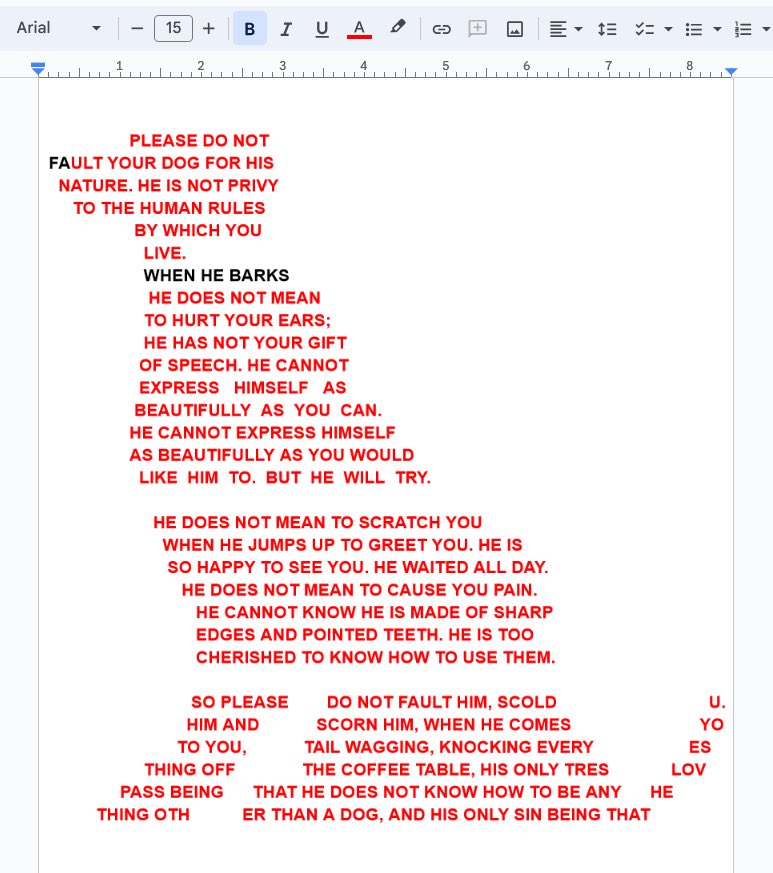 Arial
15
B I U A
1 2 3 4 5 6 7 8
PLEASE DO NOT
FAULT YOUR DOG FOR HIS
NATURE. HE IS NOT PRIVY
TO THE HUMAN RULES
BY WHICH YOU
LIVE.
WHEN HE BARKS
HE DOES NOT MEAN
TO HURT YOUR EARS;
HE HAS NOT YOUR GIFT
OF SPEECH. HE CANNOT
EXPRESS HIMSELF AS
BEAUTIFULLY AS YOU CAN.
HE CANNOT EXPRESS HIMSELF
AS BEAUTIFULLY AS YOU WOULD
LIKE HIM TO. BUT HE WILL TRY.
HE DOES NOT MEAN TO SCRATCH YOU
WHEN HE JUMPS UP TO GREET YOU. HE IS
SO HAPPY TO SEE YOU. HE WAITED ALL DAY.
HE DOES NOT MEAN TO CAUSE YOU PAIN.
HE CANNOT KNOW HE IS MADE OF SHARP
EDGES AND POINTED TEETH. HE IS TOO
CHERISHED TO KNOW HOW TO USE THEM.
SO PLEASE DO NOT FAULT HIM, SCOLD U.
HIM AND SCORN HIM, WHEN HE COMES YO
TO YOU, TAIL WAGGING, KNOCKING EVERY ES
THING OFF THE COFFEE TABLE, HIS ONLY TRES LOV
PASS BEING THAT HE DOES NOT KNOW HOW TO BE ANY HE
THING OTH ER THAN A DOG, AND HIS ONLY SIN BEING THAT